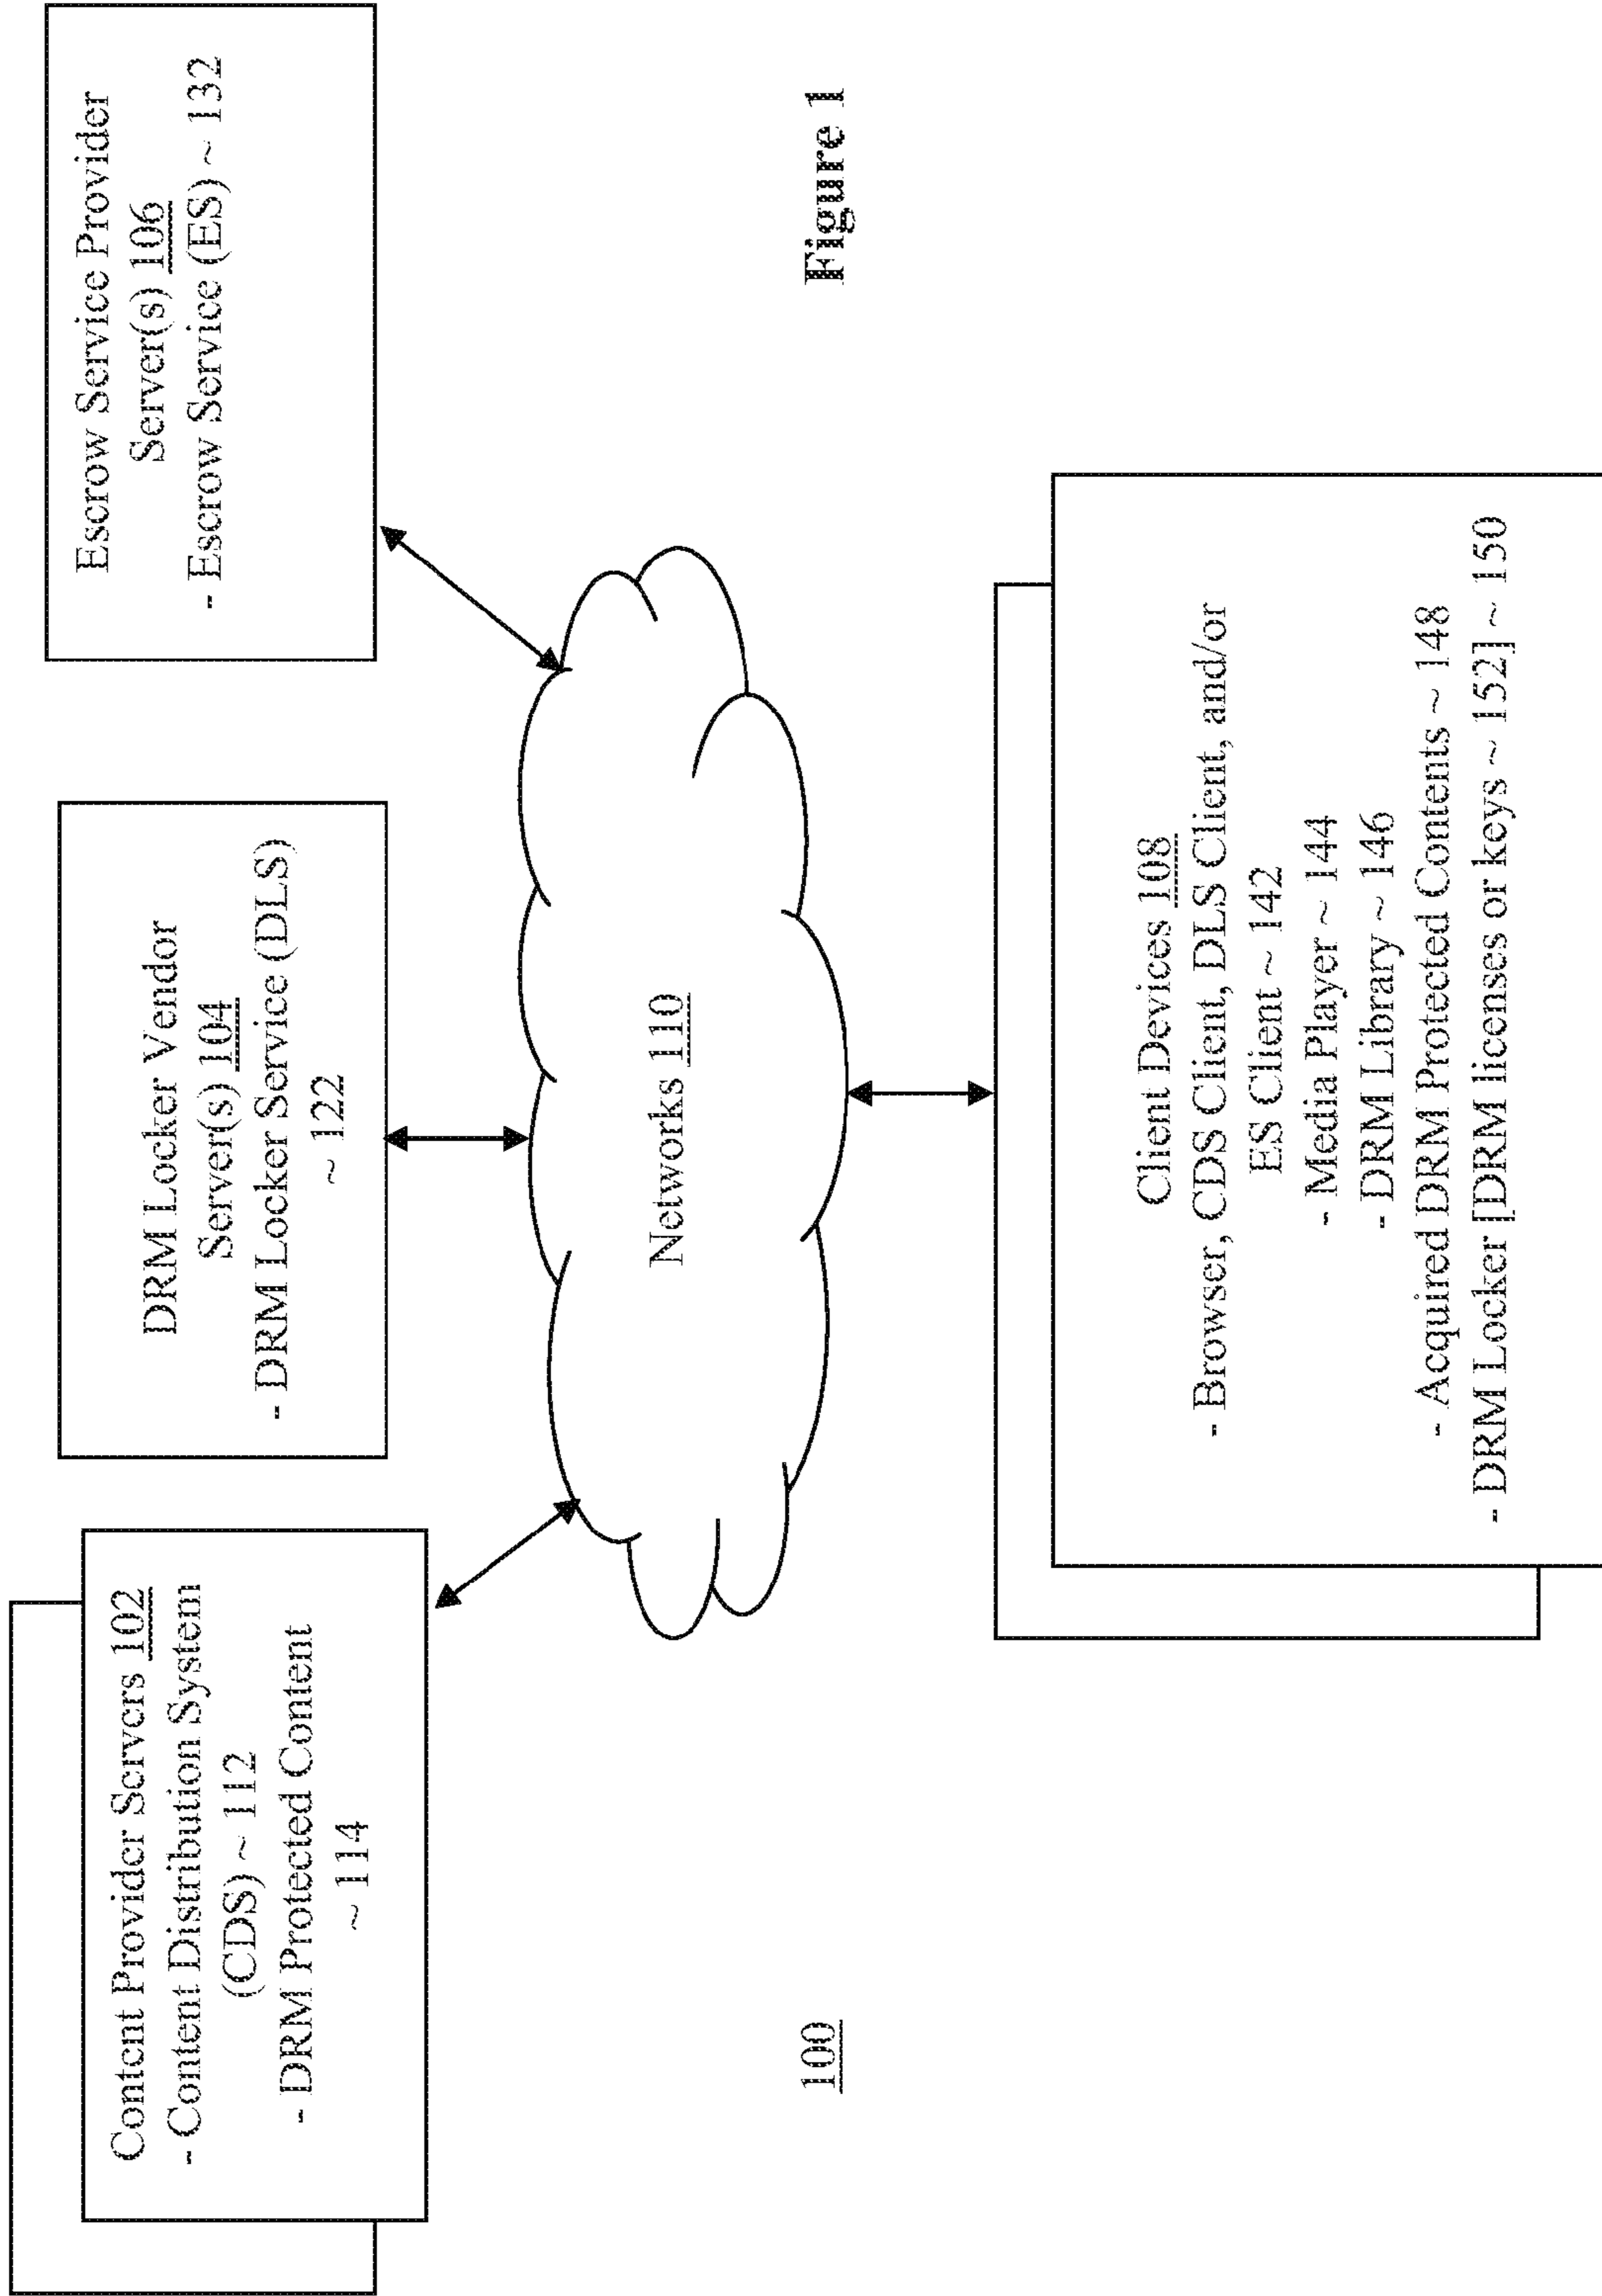 Content Provider Servers 102
- Content Distribution System
(CDS) ~ 112
- DRM Protected Content
~ 114
DRM Locker Vendor
Server(s) 104
- DRM Locker Service (DLS)
~ 122
Escrow Service Provider
Server(s) 106
- Escrow Service (ES) ~ 132
Networks 110
100
Figure 1
Client Devices 108
- Browser, CDS Client, DLS Client, and/or
ES Client ~ 142
- Media Player ~ 144
- DRM Library ~ 146
- Acquired DRM Protected Contents ~ 148
- DRM Locker [DRM licenses or keys ~ 152] ~ 150